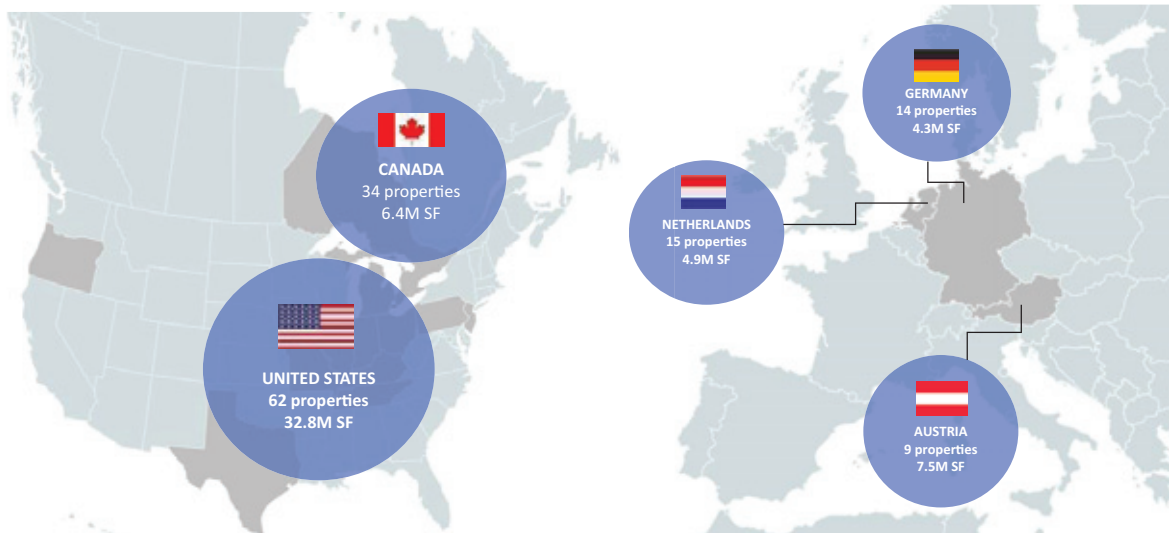 CANADA
34 properties
6.4M SF
UNITED STATES
62 properties
32.8M SF
GERMANY
14 properties
4.3M SF
NETHERLANDS
15 properties
4.9M SF
AUSTRIA
9 properties
7.5M SF